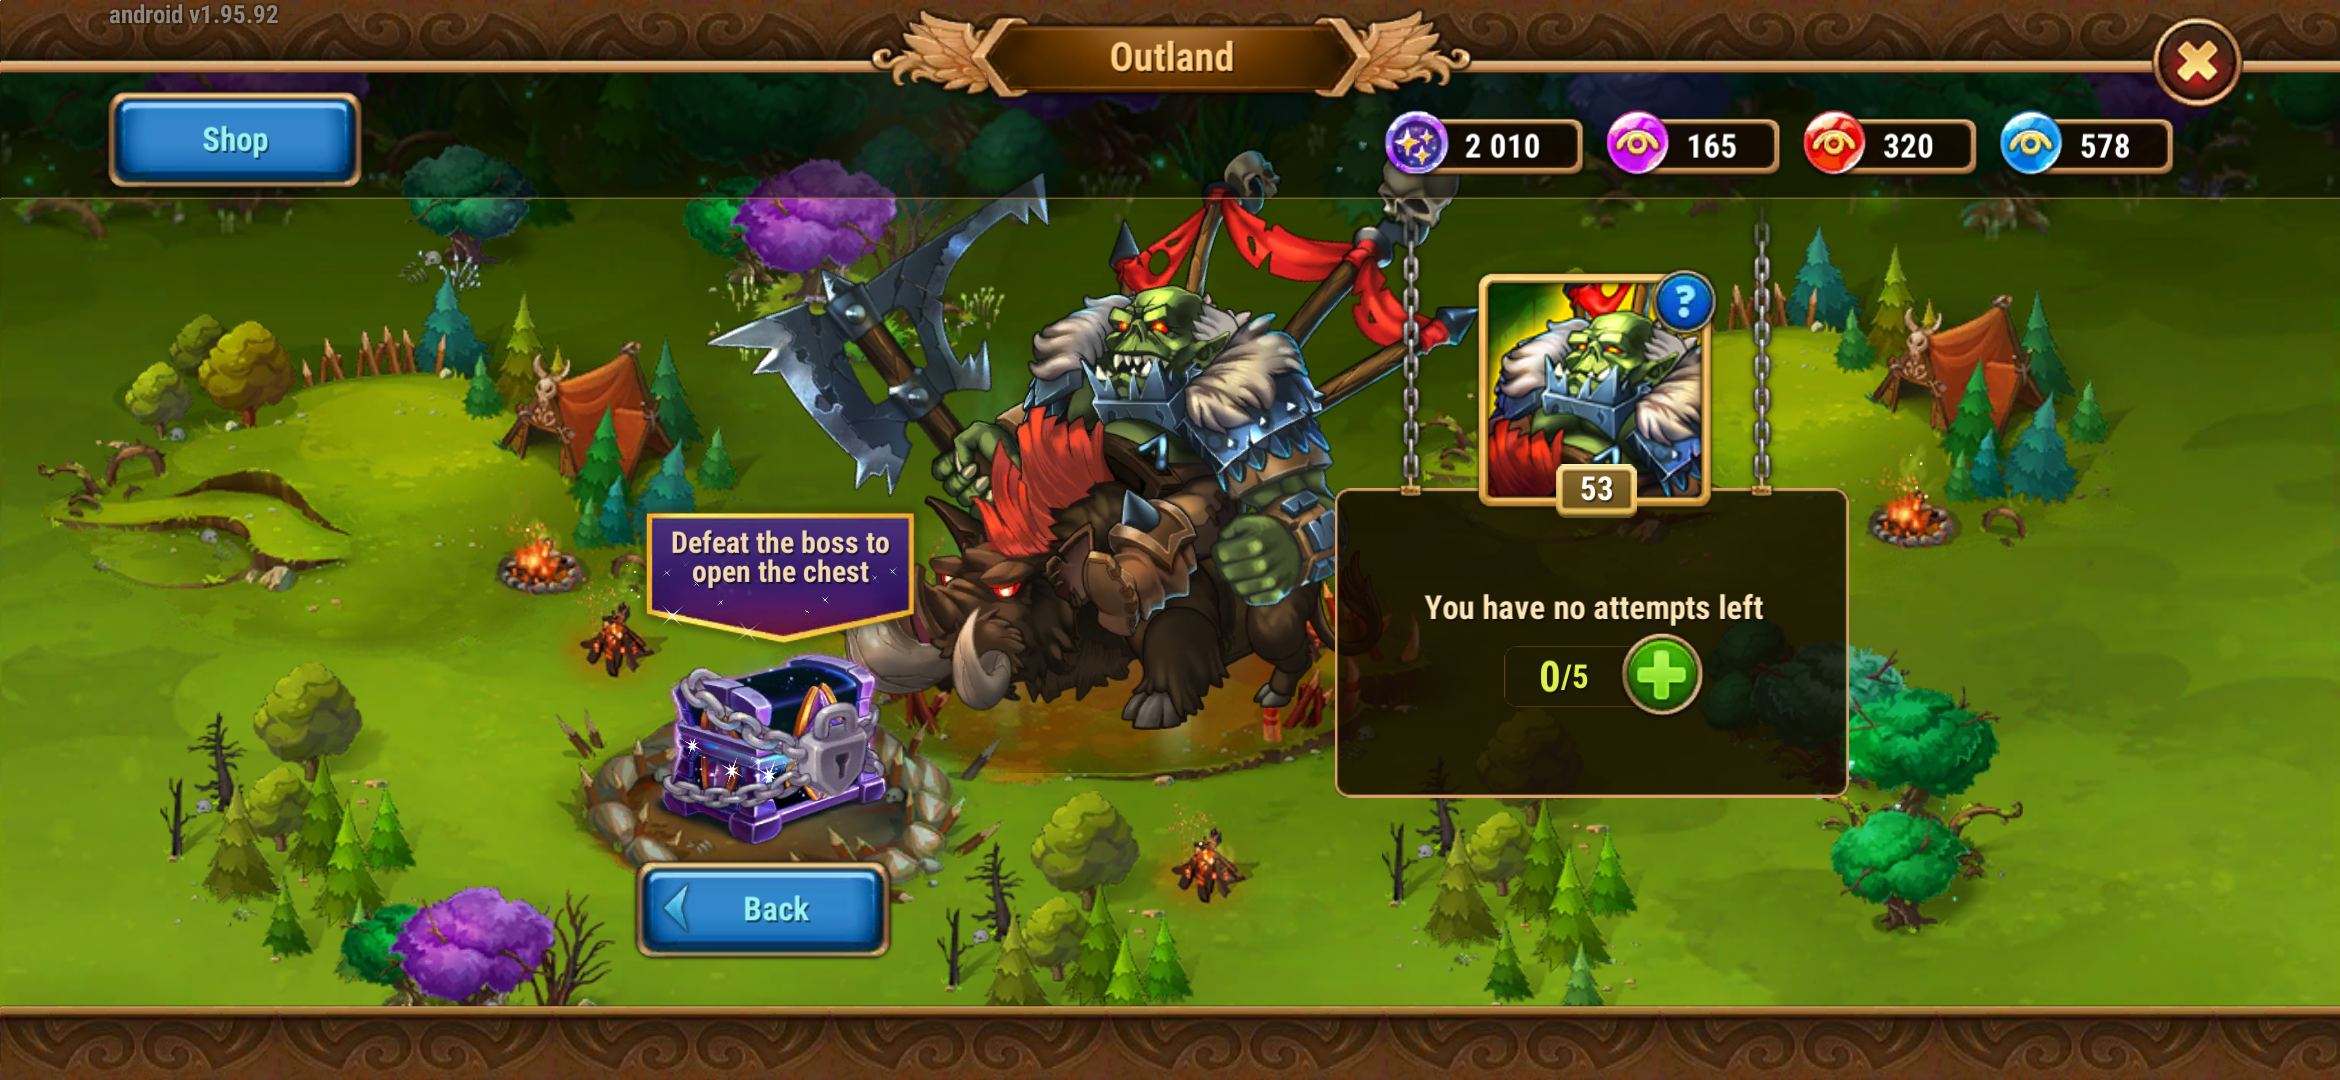 android v1.95.92
Outland
Shop
2 010
165
320
578
?
53
Defeat the boss to
open the chest
You have no attempts left
0/5
Back